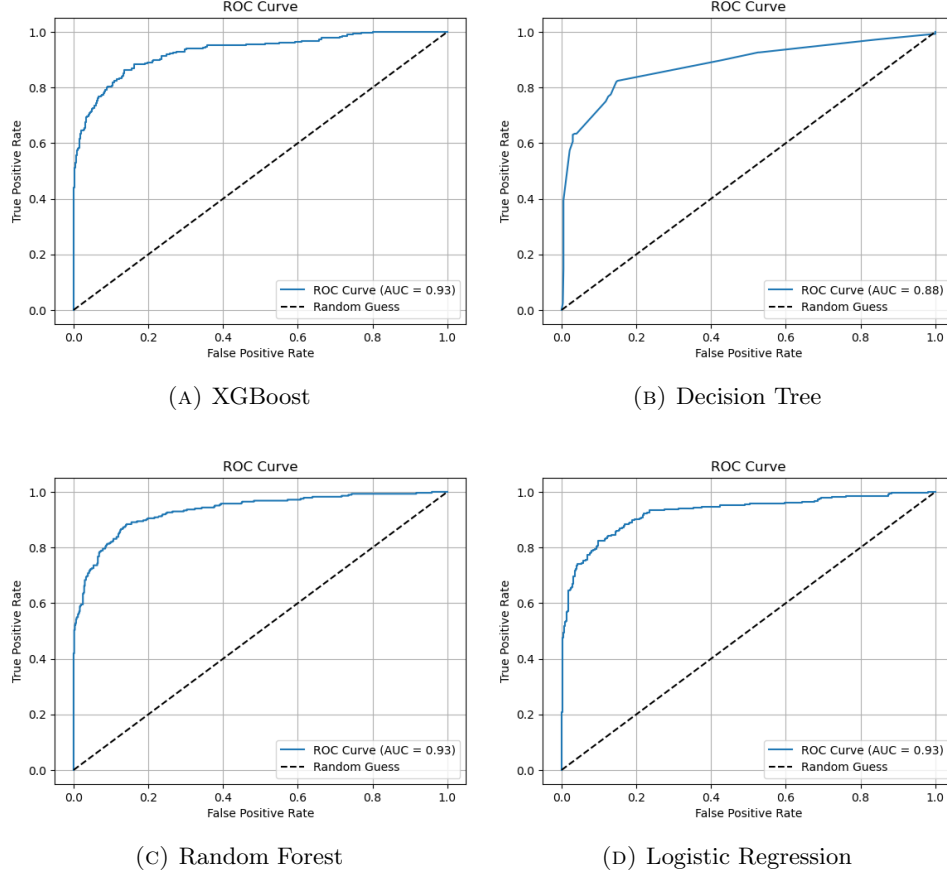 ROC Curve
1.0
0.8
0.6
0.4
0.2
0.0
True Positive Rate
ROC Curve (AUC = 0.93)
Random Guess
0.0 0.2 0.4 0.6 0.8 1.0
False Positive Rate
(A) XGBoost
ROC Curve
1.0
0.8
0.6
0.4
0.2
0.0
True Positive Rate
ROC Curve (AUC = 0.88)
Random Guess
0.0 0.2 0.4 0.6 0.8 1.0
False Positive Rate
(B) Decision Tree
ROC Curve
1.0
0.8
0.6
0.4
0.2
0.0
True Positive Rate
ROC Curve (AUC = 0.93)
Random Guess
0.0 0.2 0.4 0.6 0.8 1.0
False Positive Rate
(C) Random Forest
ROC Curve
1.0
0.8
0.6
0.4
0.2
0.0
True Positive Rate
ROC Curve (AUC = 0.93)
Random Guess
0.0 0.2 0.4 0.6 0.8 1.0
False Positive Rate
(D) Logistic Regression